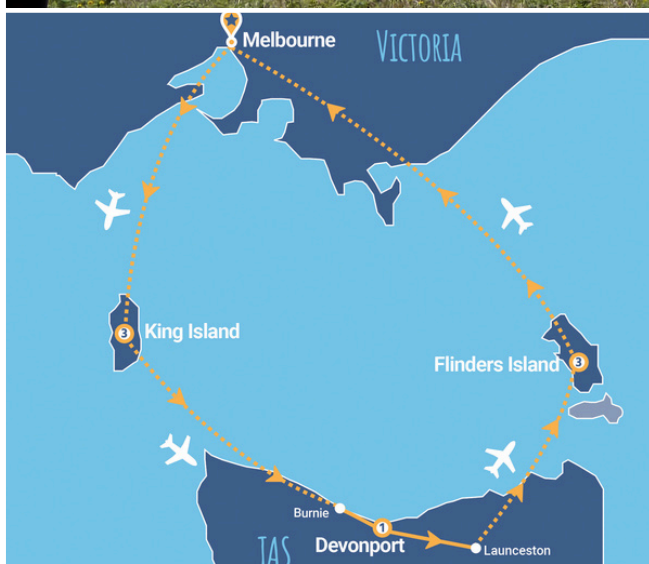 Melbourne
VICTORIA
3
King Island
Flinders Island
3
Burnie
1
Devonport
Launceston
TAS